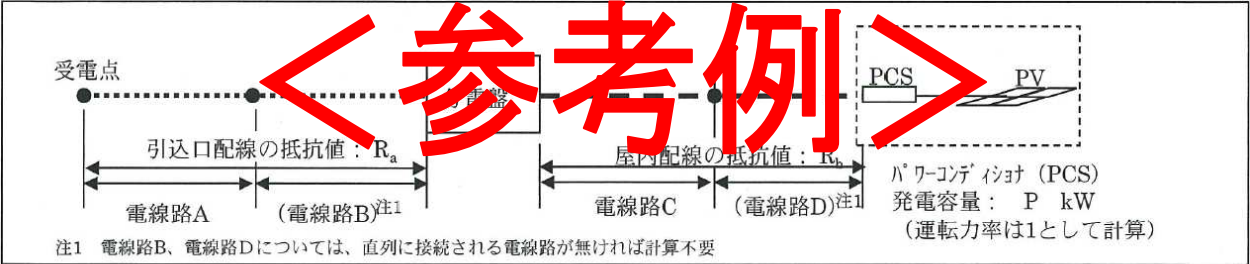 <参考例>
受電点
分電盤
PCS
PV
引込口配線の抵抗値：Ra
屋内配線の抵抗値：Rb
電線路A
(電線路B)注1
電線路C
(電線路D)注1
ﾊﾟﾜｰｺﾝﾃﾞｨｼｮﾅ (PCS)
発電容量： P kW
（運転力率は1として計算）
注1 電線路B、電線路Dについては、直列に接続される電線路が無ければ計算不要